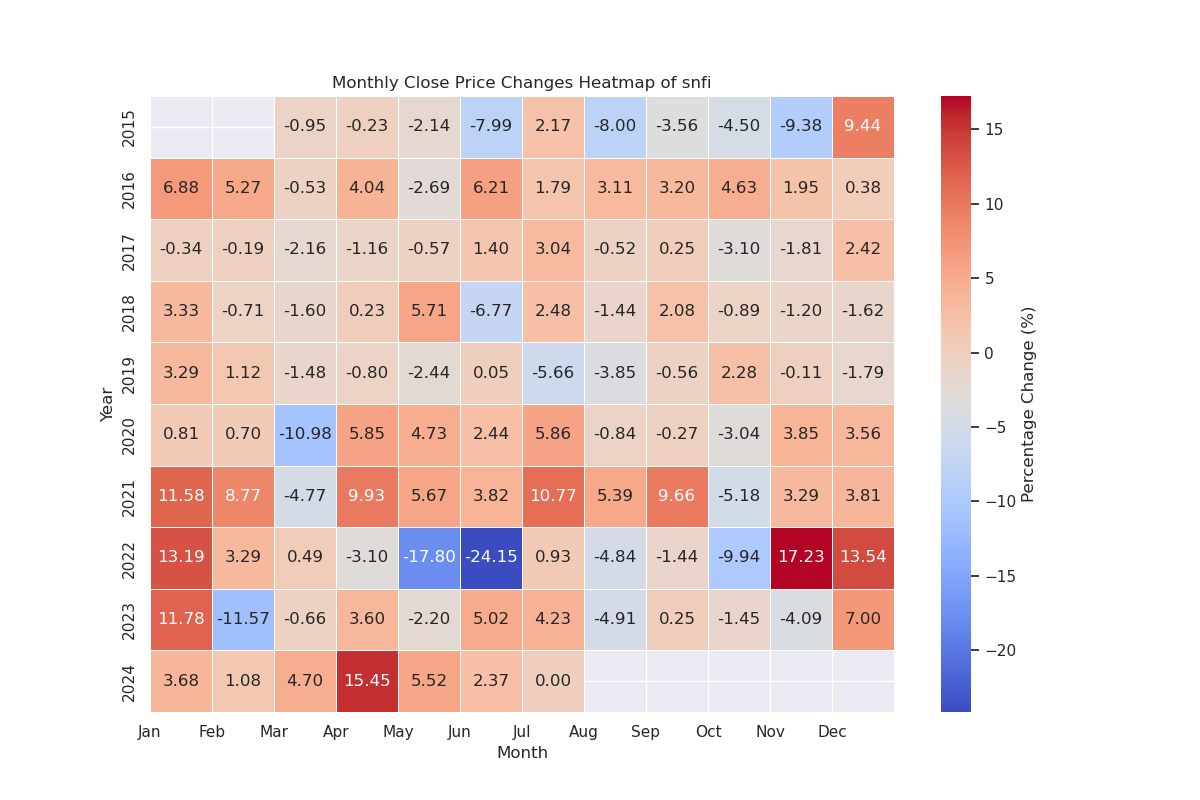 Monthly Close Price Changes Heatmap of snfi
2015 -0.95 -0.23 -2.14 -7.99 2.17 -8.00 -3.56 -4.50 -9.38 9.44
2016 6.88 5.27 -0.53 4.04 -2.69 6.21 1.79 3.11 3.20 4.63 1.95 0.38
2017 -0.34 -0.19 -2.16 -1.16 -0.57 1.40 3.04 -0.52 0.25 -3.10 -1.81 2.42
2018 3.33 -0.71 -1.60 0.23 5.71 -6.77 2.48 -1.44 2.08 -0.89 -1.20 -1.62
2019 3.29 1.12 -1.48 -0.80 -2.44 0.05 -5.66 -3.85 -0.56 2.28 -0.11 -1.79
2020 0.81 0.70 -10.98 5.85 4.73 2.44 5.86 -0.84 -0.27 -3.04 3.85 3.56
2021 11.58 8.77 -4.77 9.93 5.67 3.82 10.77 5.39 9.66 -5.18 3.29 3.81
2022 13.19 3.29 0.49 -3.10 -17.80 -24.15 0.93 -4.84 -1.44 -9.94 17.23 13.54
2023 11.78 -11.57 -0.66 3.60 -2.20 5.02 4.23 -4.91 0.25 -1.45 -4.09 7.00
2024 3.68 1.08 4.70 15.45 5.52 2.37 0.00
Jan Feb Mar Apr May Jun Jul Aug Sep Oct Nov Dec
Month
Year
15
10
5
0
−5
−10
−15
−20
Percentage Change (%)